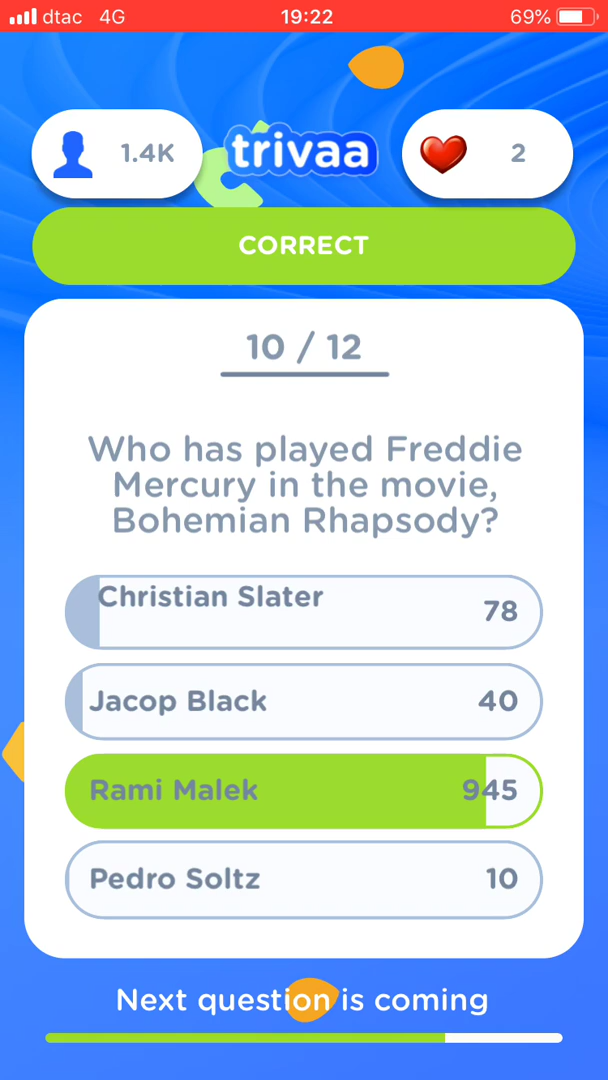 dtac 4G 19:22 69%
1.4K trivaa 2
CORRECT
10 / 12
Who has played Freddie
Mercury in the movie,
Bohemian Rhapsody?
Christian Slater 78
Jacop Black 40
Rami Malek 945
Pedro Soltz 10
Next question is coming